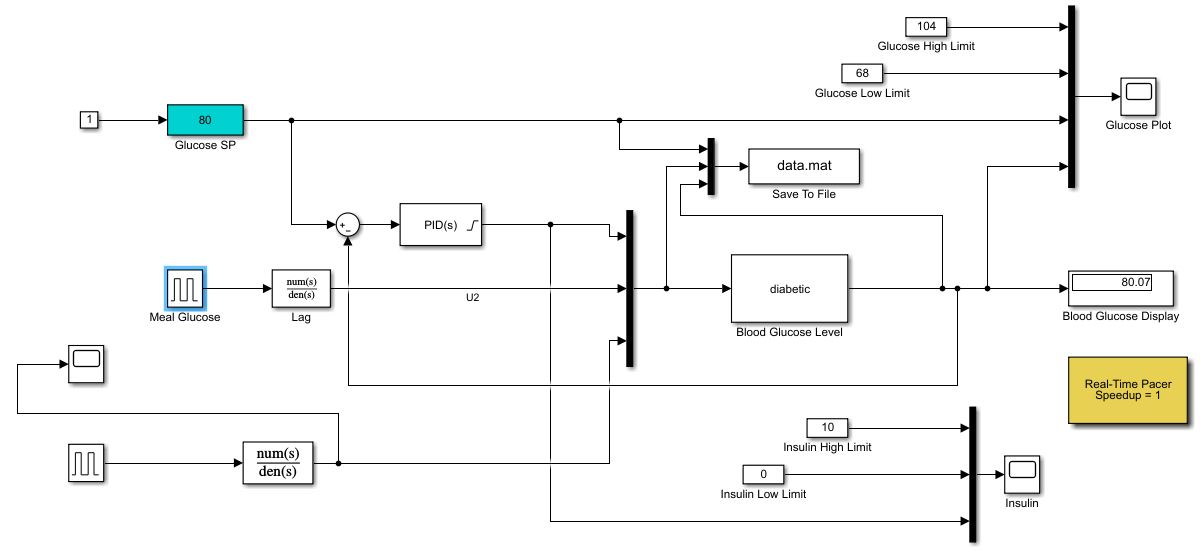 104
Glucose High Limit
68
Glucose Low Limit
Glucose Plot
1
80
Glucose SP
data.mat
Save To File
+
−
PID(s)
Meal Glucose
num(s)
den(s)
Lag
U2
diabetic
Blood Glucose Level
80.07
Blood Glucose Display
Real-Time Pacer
Speedup = 1
num(s)
den(s)
10
Insulin High Limit
0
Insulin Low Limit
Insulin